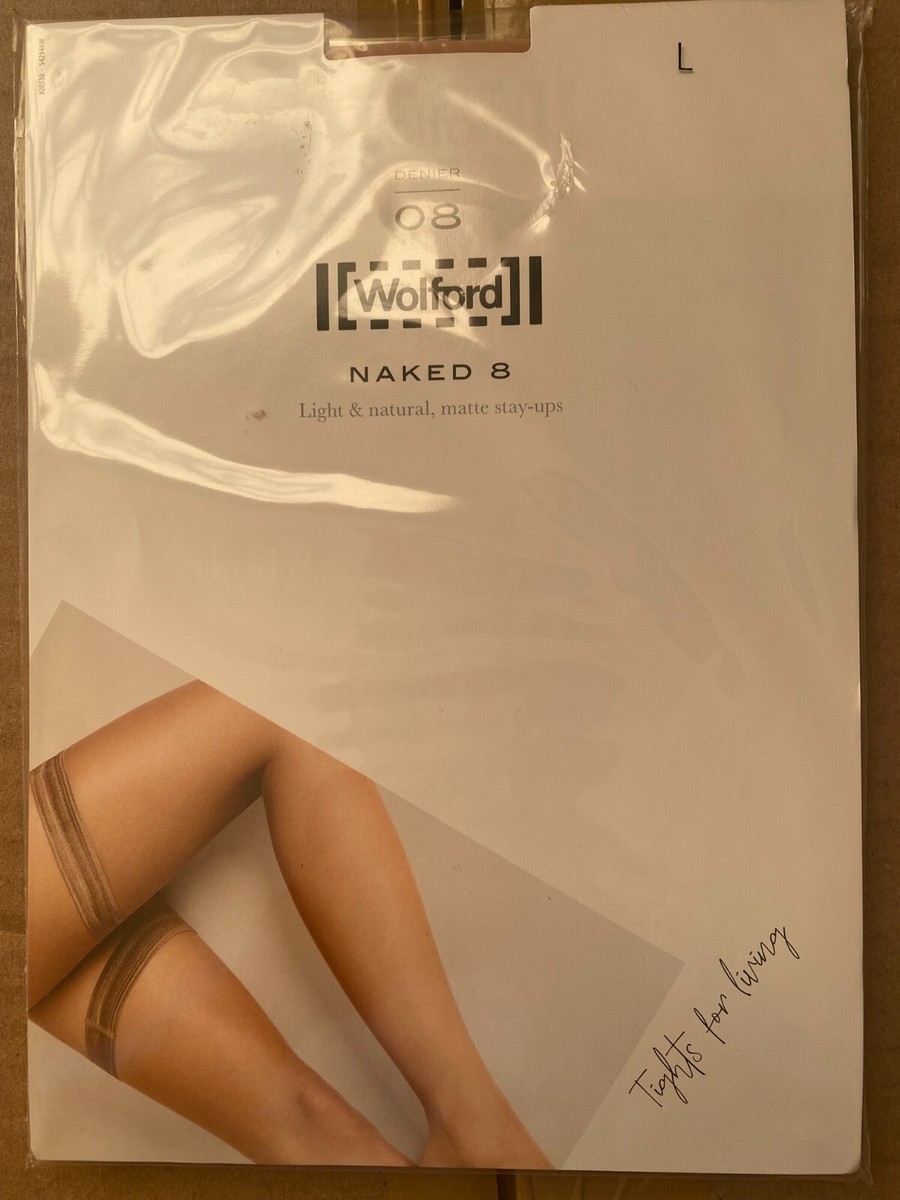 L
DENIER
08
Wolford
NAKED 8
Light & natural, matte stay-ups
Tights for living